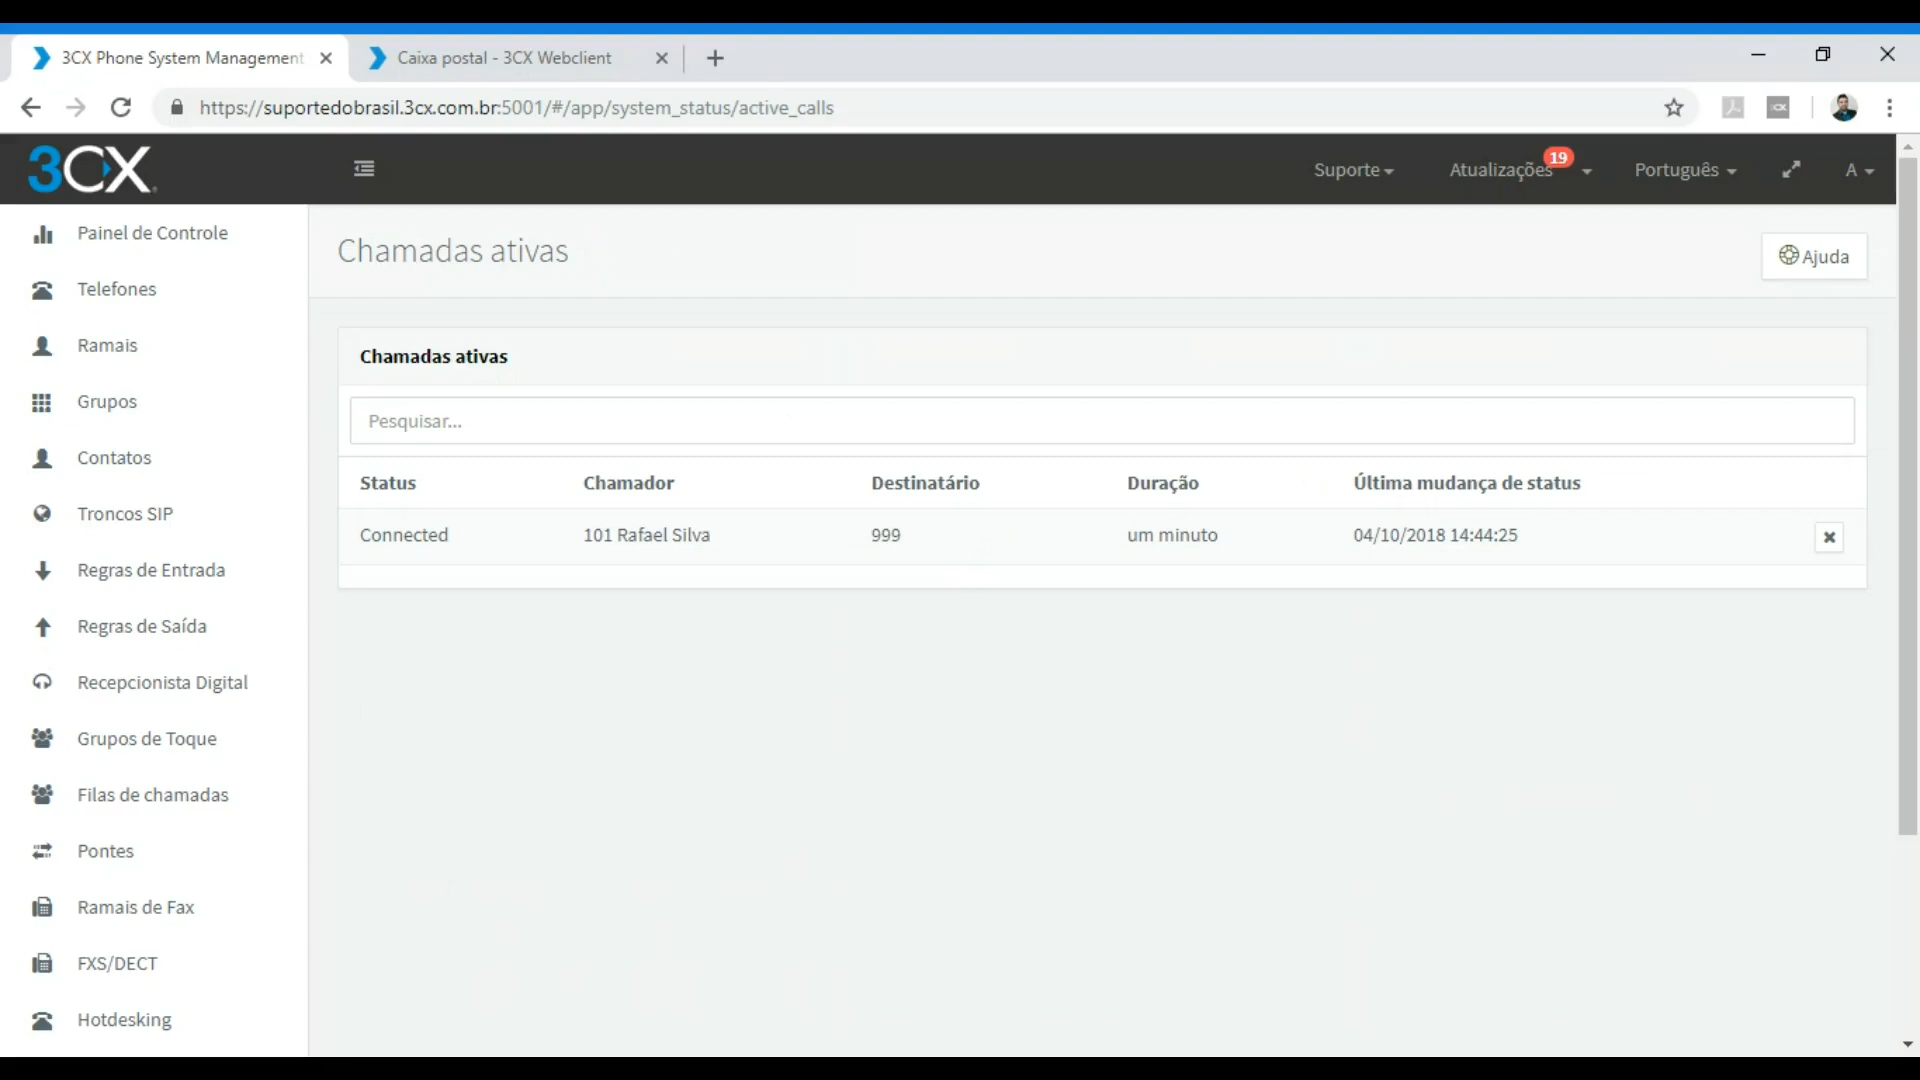 3CX Phone System Management
Caixa postal - 3CX Webclient
https://suportedobrasil.3cx.com.br:5001/#/app/system_status/active_calls
3CX
Suporte
Atualizações
19
Português
A
Painel de Controle
Telefones
Ramais
Grupos
Contatos
Troncos SIP
Regras de Entrada
Regras de Saída
Recepcionista Digital
Grupos de Toque
Filas de chamadas
Pontes
Ramais de Fax
FXS/DECT
Hotdesking
Chamadas ativas
Ajuda
Chamadas ativas
Pesquisar...
Status Chamador Destinatário Duração Última mudança de status
Connected 101 Rafael Silva 999 um minuto 04/10/2018 14:44:25